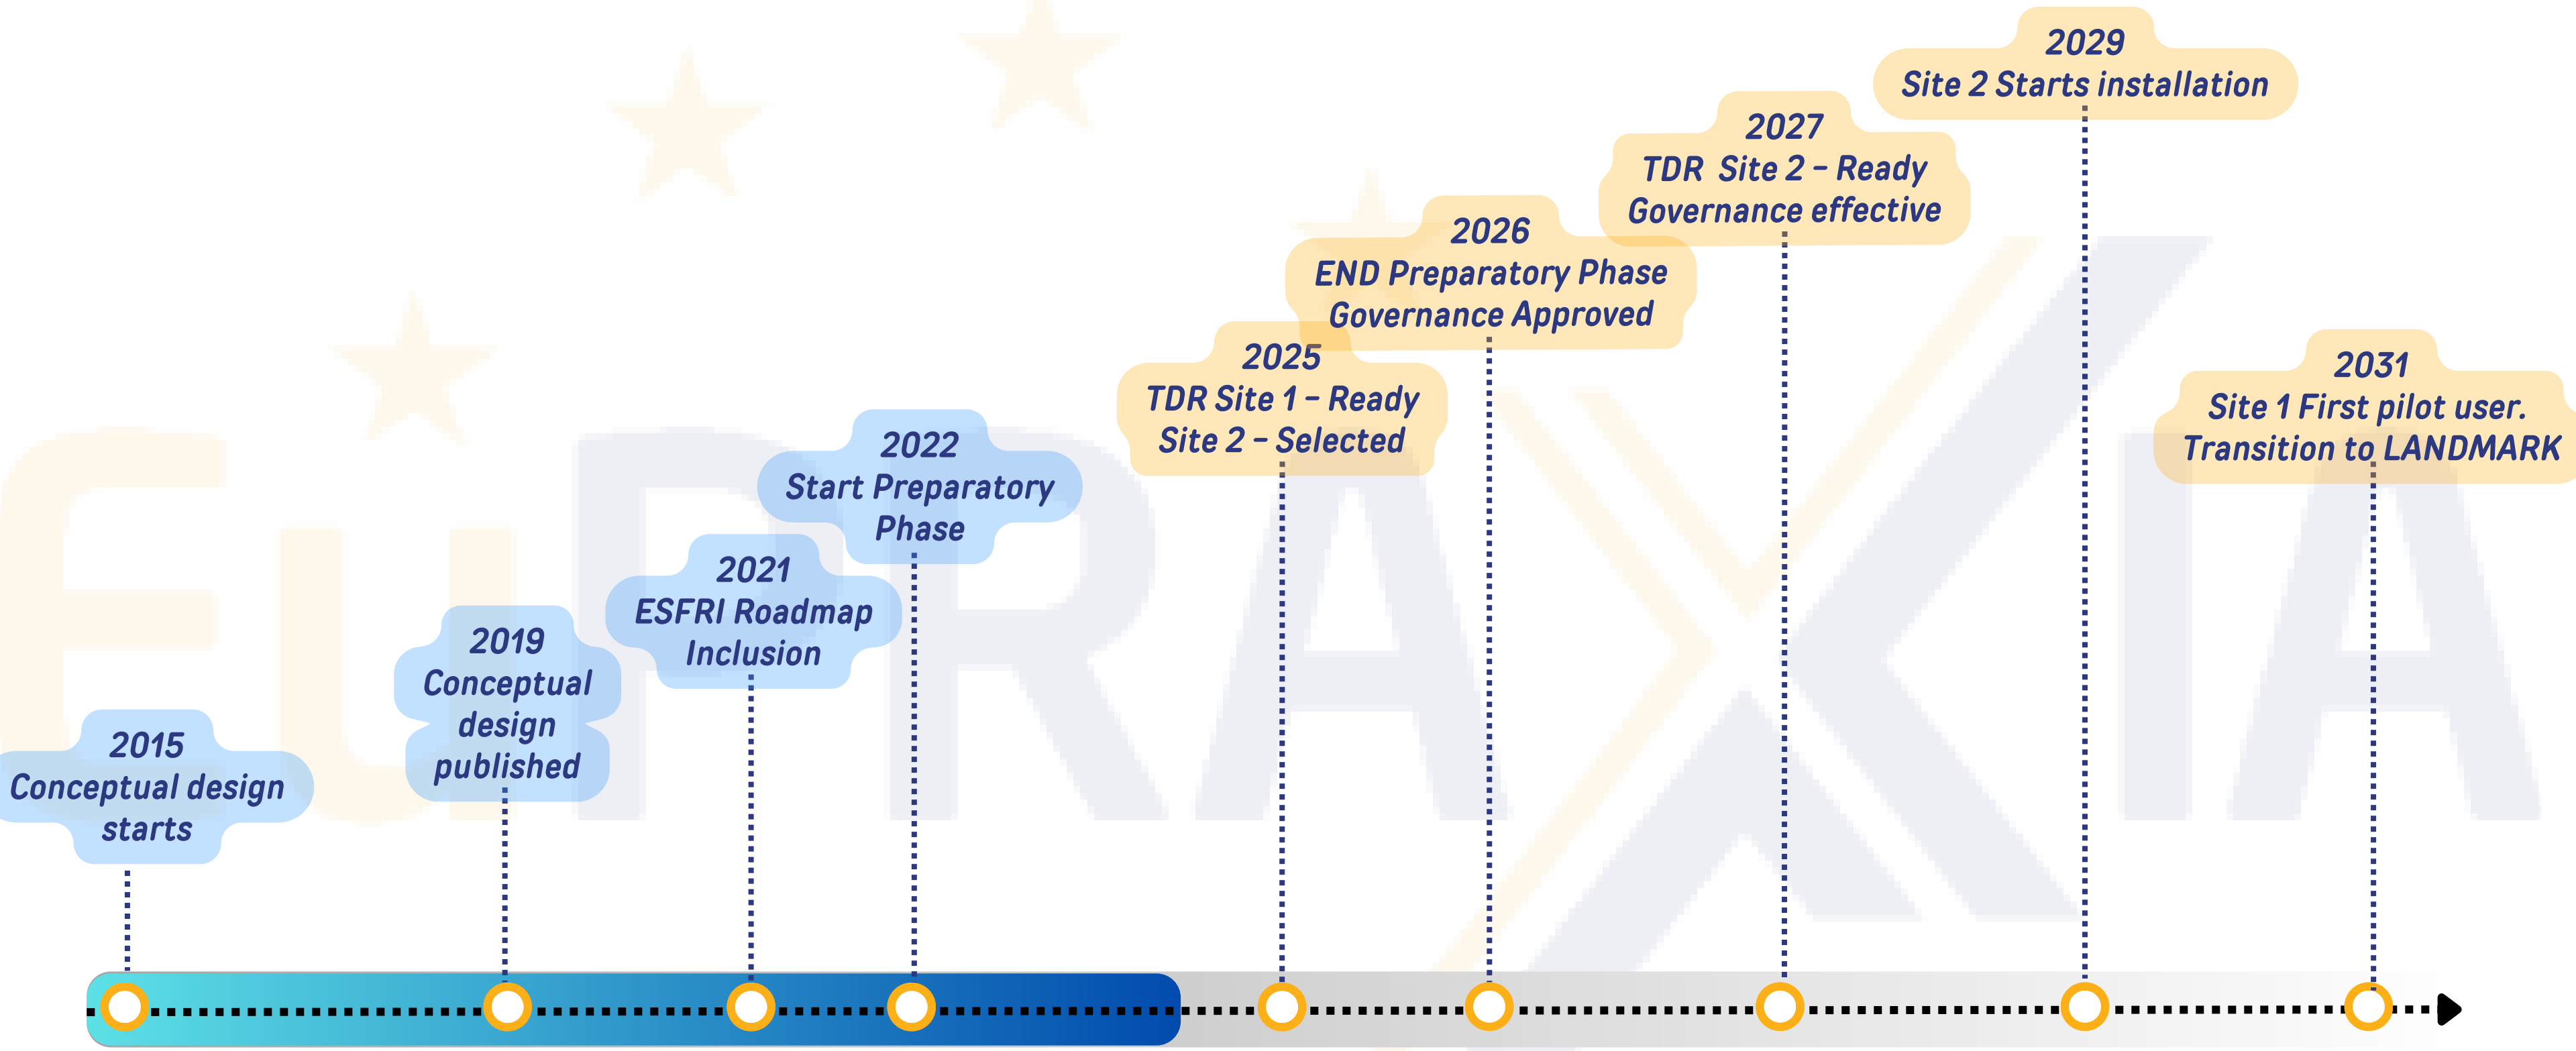 2015
Conceptual design
starts
2019
Conceptual
design
published
2021
ESFRI Roadmap
Inclusion
2022
Start Preparatory
Phase
2025
TDR Site 1 – Ready
Site 2 – Selected
2026
END Preparatory Phase
Governance Approved
2027
TDR Site 2 – Ready
Governance effective
2029
Site 2 Starts installation
2031
Site 1 First pilot user.
Transition to LANDMARK
EuPRAXIA